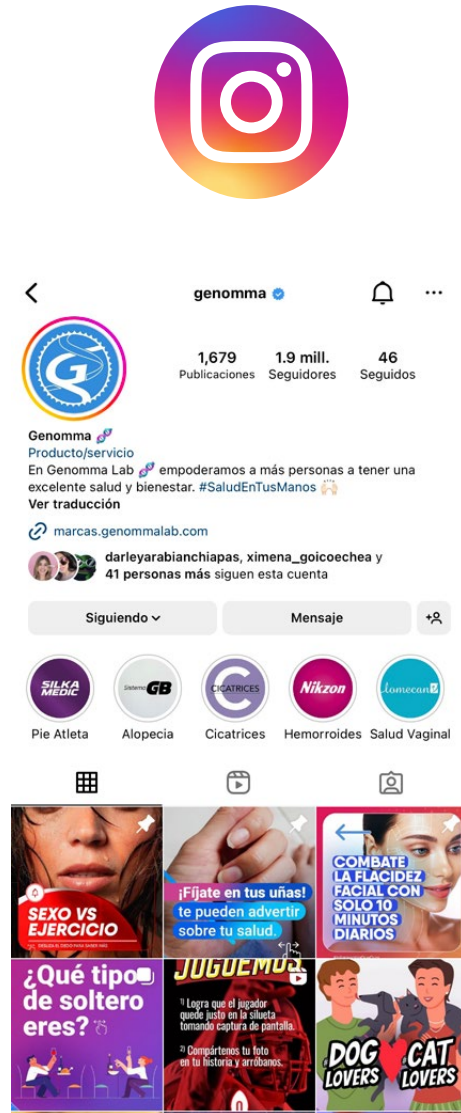 genomma
1,679
Publicaciones
1.9 mill.
Seguidores
46
Seguidos
G
Genomma
Producto/servicio
En Genomma Lab 🧬 empoderamos a más personas a tener una
excelente salud y bienestar. #SaludEnTusManos 🙌🏻
Ver traducción
marcas.genommalab.com
darleyarabianchiapas, ximena_goicoechea y
41 personas más siguen esta cuenta
Siguiendo
Mensaje
SILKA
MEDIC
Sistema GB
CICATRICES
Nikzon
lomecan
Pie Atleta
Alopecia
Cicatrices
Hemorroides
Salud Vaginal
SEXO VS
EJERCICIO
¡Fíjate en tus uñas!
te pueden advertir
sobre tu salud.
COMBATE
LA FLACIDEZ
FACIAL CON
SOLO 10
MINUTOS
DIARIOS
¿Qué tipo
de soltero
eres?
JUGUEMOS
1) Logra que el jugador
quede justo en la silueta
tomando captura de pantalla.
2) Compártenos tu foto
en tu historia y arróbanos.
DOG
LOVERS
CAT
LOVERS